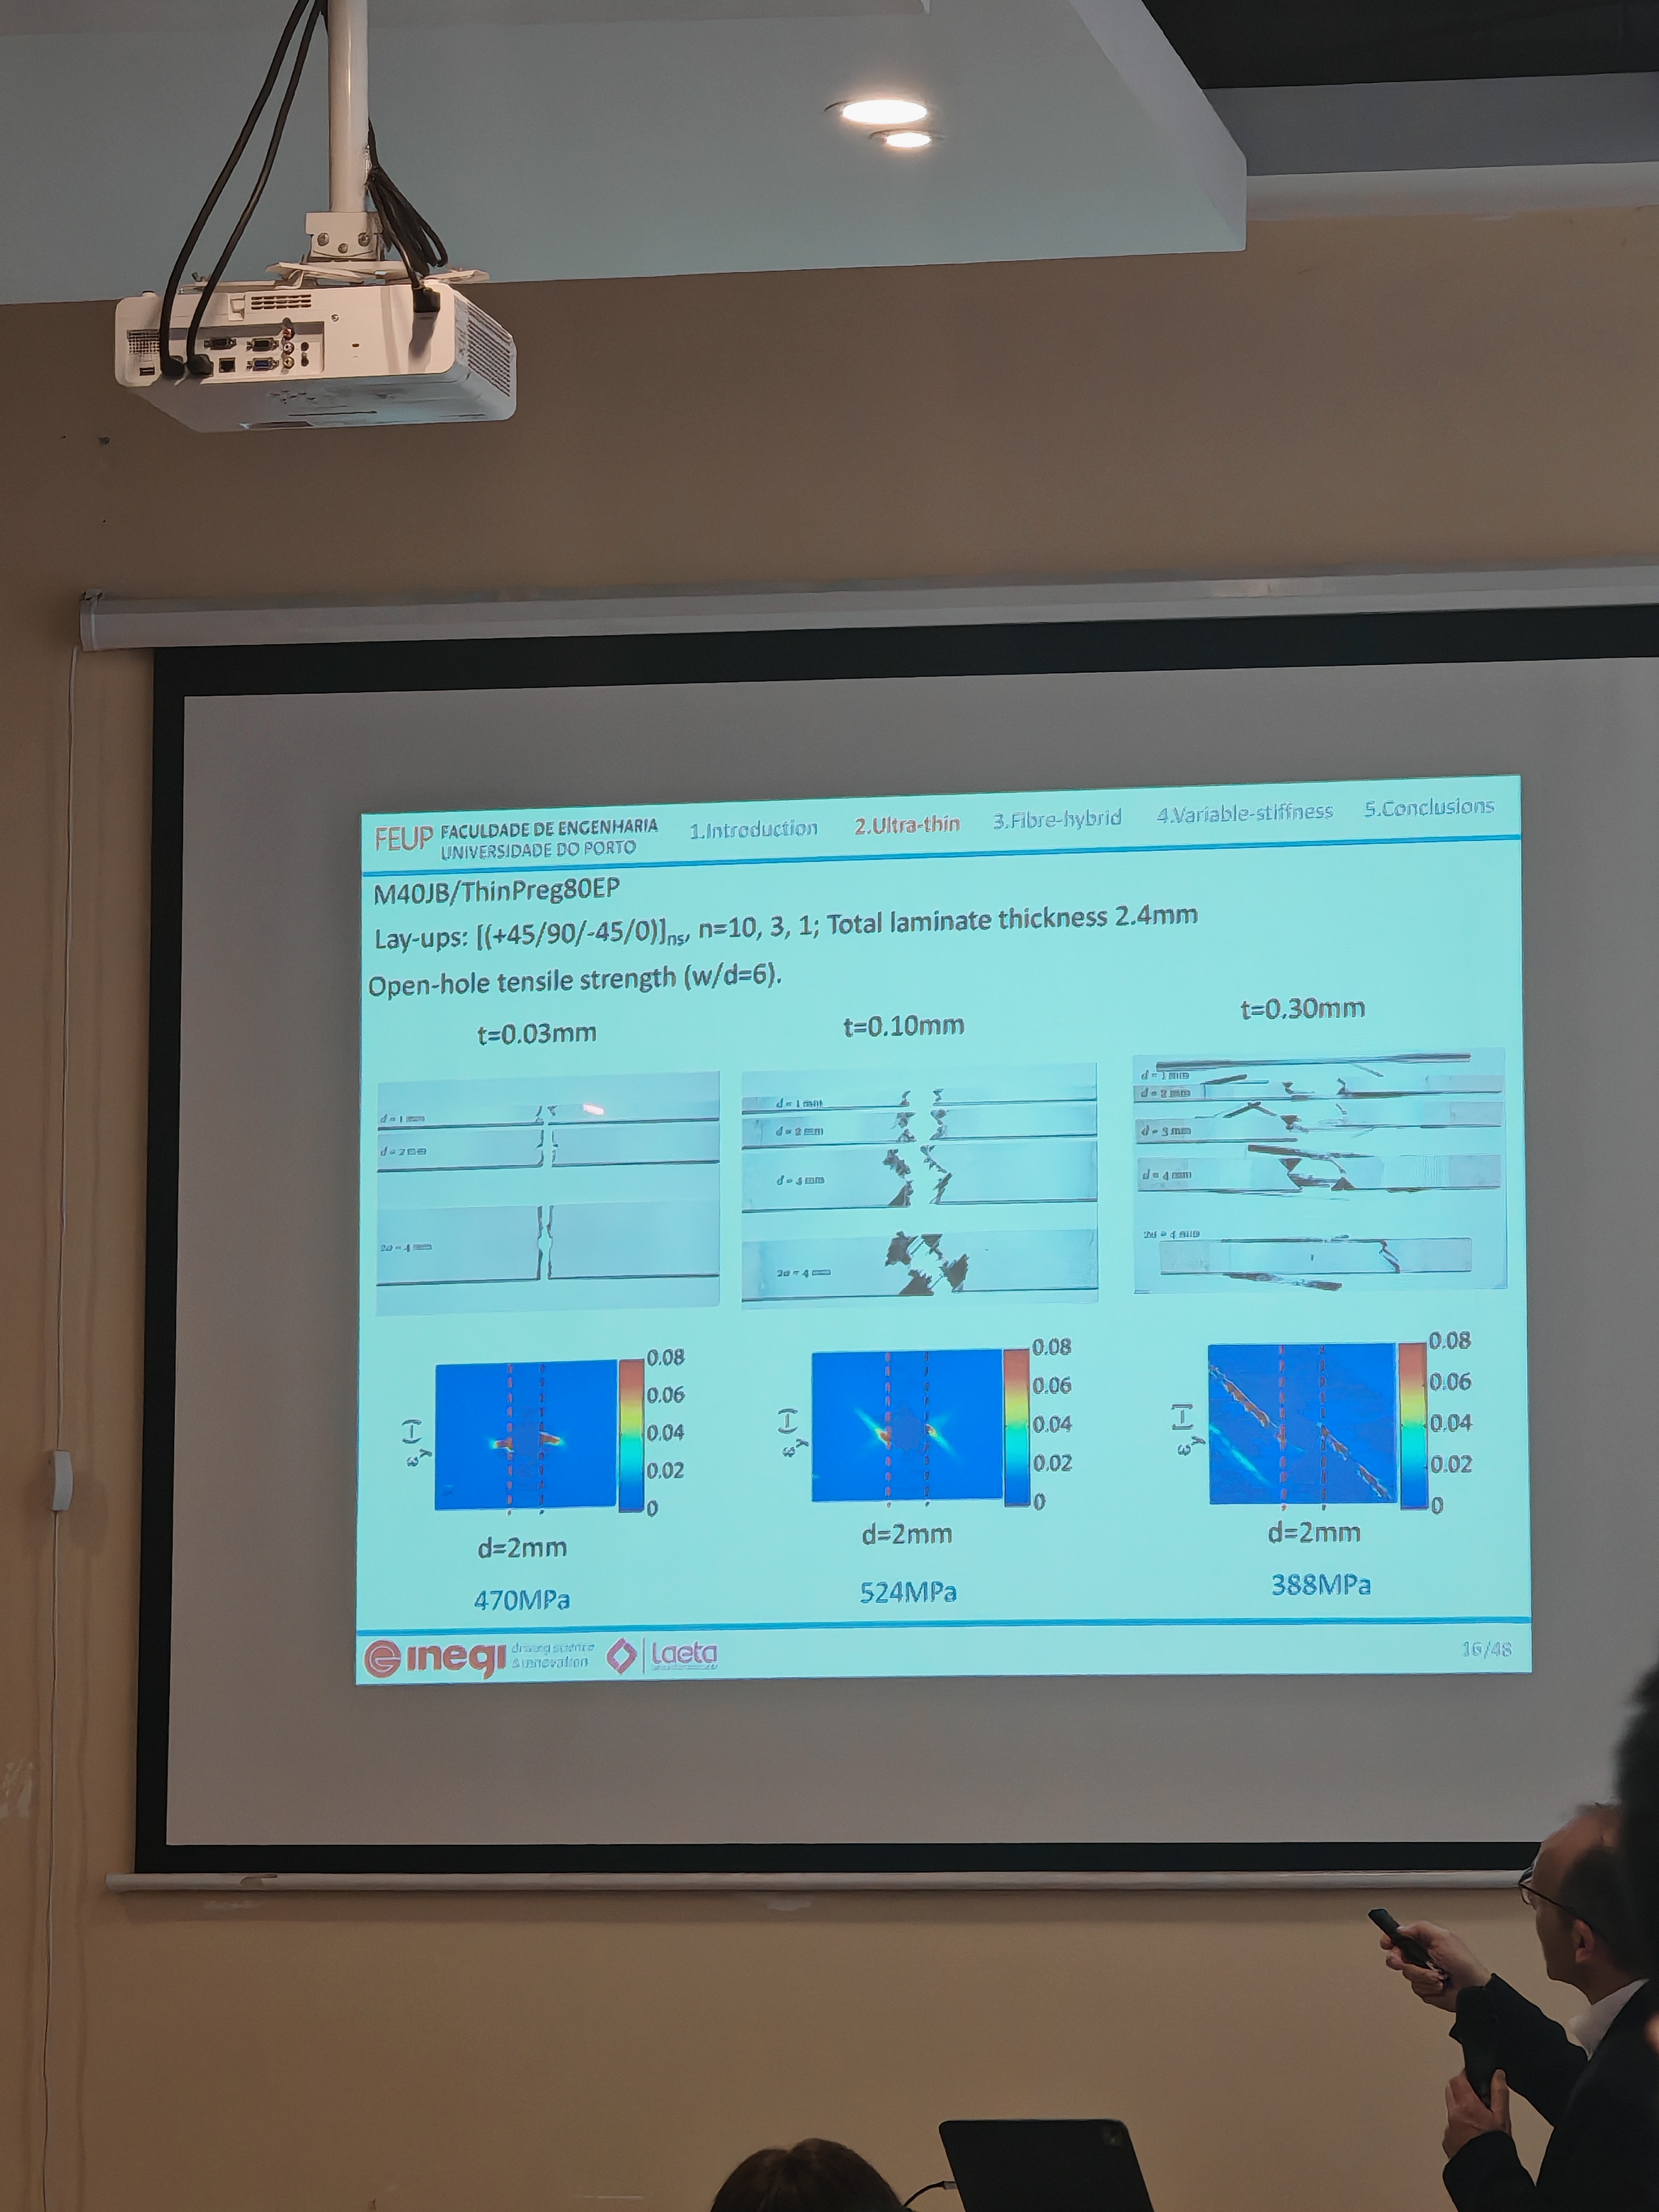 FEUP FACULDADE DE ENGENHARIA
UNIVERSIDADE DO PORTO
1.Introduction 2.Ultra-thin 3.Fibre-hybrid 4.Variable-stiffness 5.Conclusions
M40JB/ThinPreg80EP
Lay-ups: [(+45/90/-45/0)]ns, n=10, 3, 1; Total laminate thickness 2.4mm
Open-hole tensile strength (w/d=6).
t=0.03mm t=0.10mm t=0.30mm
d = 1 mm
d = 2 mm
2a = 4 mm
d = 1 mm
d = 2 mm
2a = 4 mm
d = 1 mm
d = 2 mm
d = 3 mm
d = 4 mm
2a = 4 mm
0.08
0.06
0.04
0.02
0
0.08
0.06
0.04
0.02
0
0.08
0.06
0.04
0.02
0
d=2mm d=2mm d=2mm
470MPa 524MPa 388MPa
inegi driving science
& innovation
Laeta
16/48